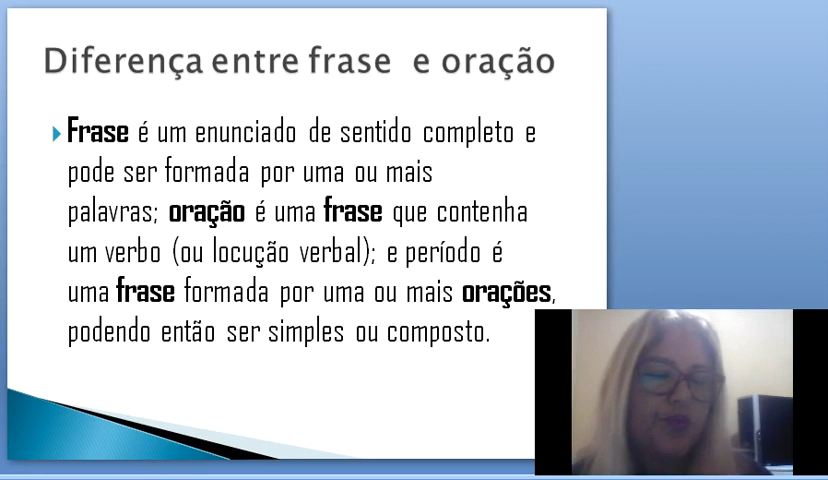 Diferença entre frase e oração
Frase é um enunciado de sentido completo e
pode ser formada por uma ou mais
palavras; oração é uma frase que contenha
um verbo (ou locução verbal); e período é
uma frase formada por uma ou mais orações,
podendo então ser simples ou composto.